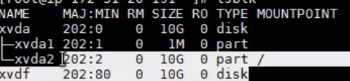 NAME MAJ:MIN RM SIZE RO TYPE MOUNTPOINT
xvda 202:0 0 10G 0 disk
├─xvda1 202:1 0 1M 0 part
└─xvda2 202:2 0 10G 0 part /
xvdf 202:80 0 10G 0 disk